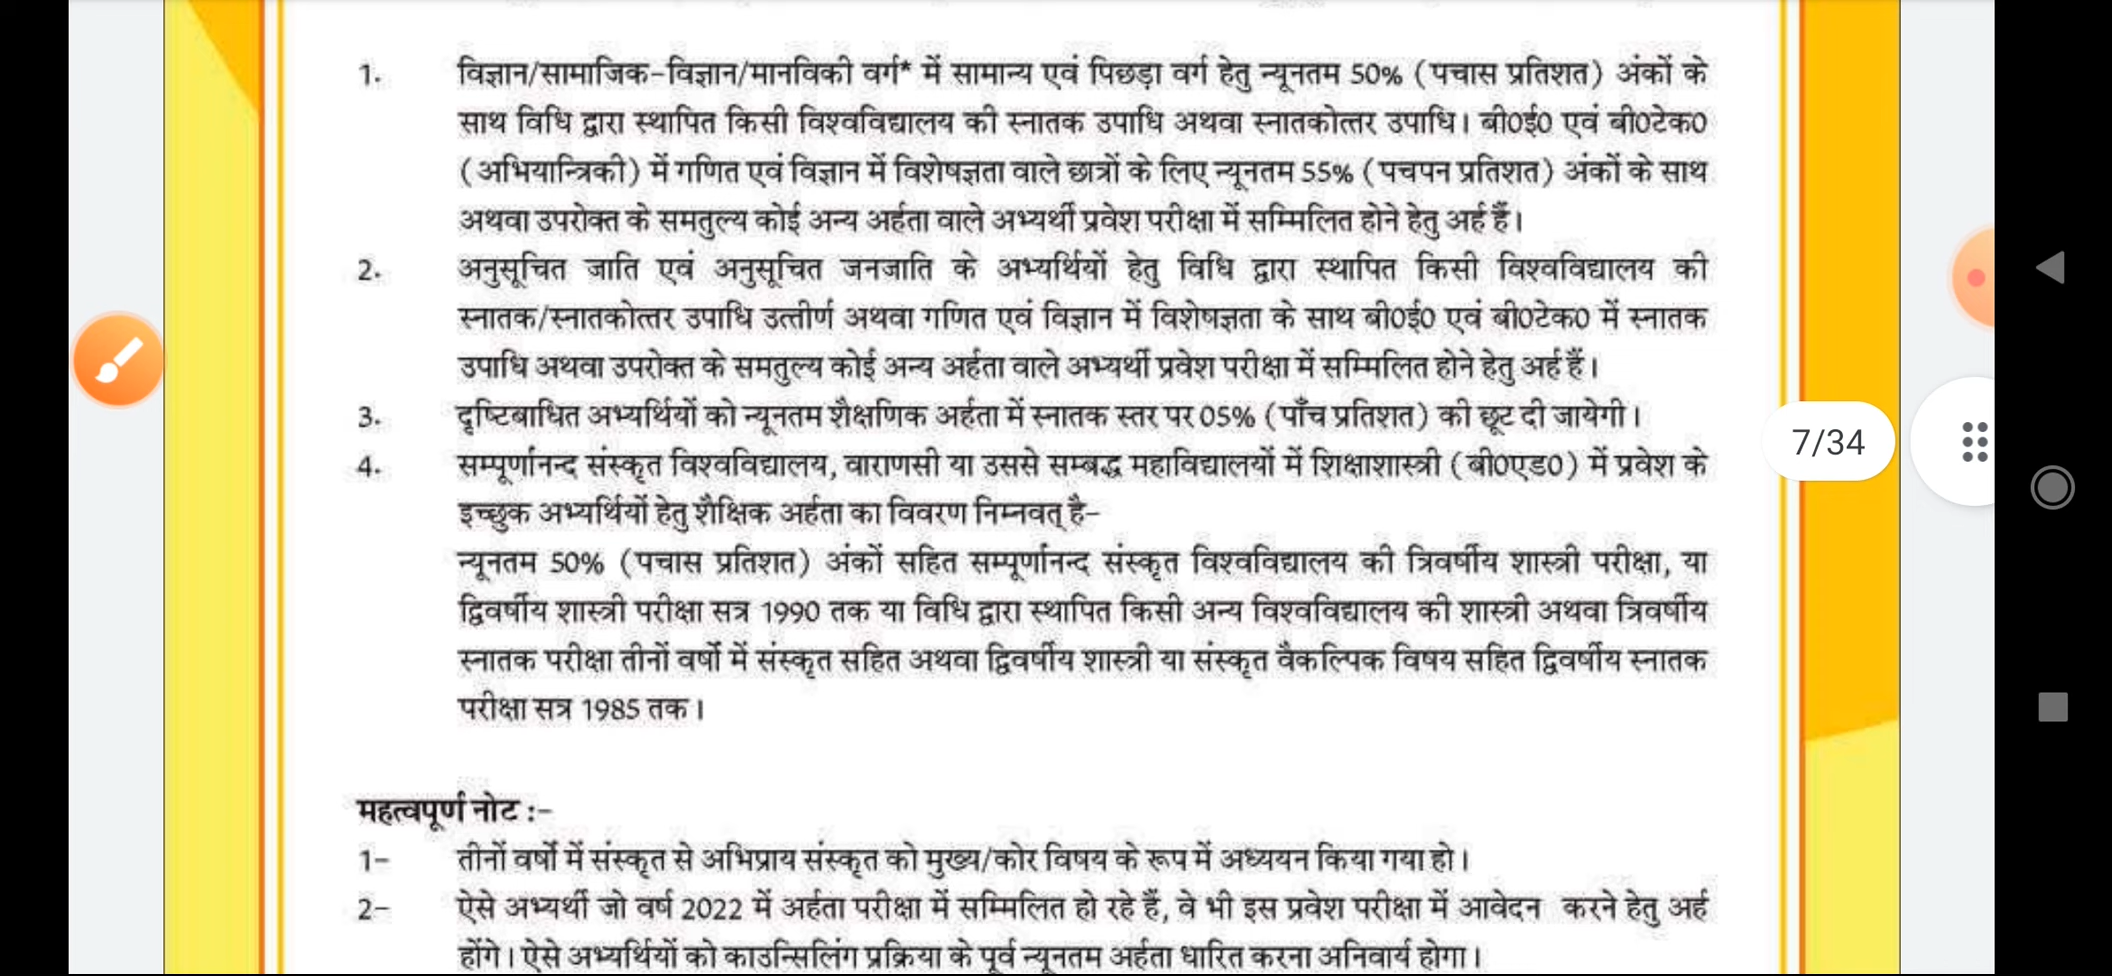 1. विज्ञान/सामाजिक-विज्ञान/मानविकी वर्ग* में सामान्य एवं पिछड़ा वर्ग हेतु न्यूनतम 50% (पचास प्रतिशत) अंकों के
साथ विधि द्वारा स्थापित किसी विश्वविद्यालय की स्नातक उपाधि अथवा स्नातकोत्तर उपाधि। बी0ई0 एवं बी0टेक0
(अभियान्त्रिकी) में गणित एवं विज्ञान में विशेषज्ञता वाले छात्रों के लिए न्यूनतम 55% (पचपन प्रतिशत) अंकों के साथ
अथवा उपरोक्त के समतुल्य कोई अन्य अर्हता वाले अभ्यर्थी प्रवेश परीक्षा में सम्मिलित होने हेतु अर्ह हैं।
2. अनुसूचित जाति एवं अनुसूचित जनजाति के अभ्यर्थियों हेतु विधि द्वारा स्थापित किसी विश्वविद्यालय की
स्नातक/स्नातकोत्तर उपाधि उत्तीर्ण अथवा गणित एवं विज्ञान में विशेषज्ञता के साथ बी0ई0 एवं बी0टेक0 में स्नातक
उपाधि अथवा उपरोक्त के समतुल्य कोई अन्य अर्हता वाले अभ्यर्थी प्रवेश परीक्षा में सम्मिलित होने हेतु अर्ह हैं।
3. दृष्टिबाधित अभ्यर्थियों को न्यूनतम शैक्षणिक अर्हता में स्नातक स्तर पर 05% (पाँच प्रतिशत) की छूट दी जायेगी।
7/34
4. सम्पूर्णानन्द संस्कृत विश्वविद्यालय, वाराणसी या उससे सम्बद्ध महाविद्यालयों में शिक्षाशास्त्री (बी0एड0) में प्रवेश के
इच्छुक अभ्यर्थियों हेतु शैक्षिक अर्हता का विवरण निम्नवत् है-
न्यूनतम 50% (पचास प्रतिशत) अंकों सहित सम्पूर्णानन्द संस्कृत विश्वविद्यालय की त्रिवर्षीय शास्त्री परीक्षा, या
द्विवर्षीय शास्त्री परीक्षा सत्र 1990 तक या विधि द्वारा स्थापित किसी अन्य विश्वविद्यालय की शास्त्री अथवा त्रिवर्षीय
स्नातक परीक्षा तीनों वर्षों में संस्कृत सहित अथवा द्विवर्षीय शास्त्री या संस्कृत वैकल्पिक विषय सहित द्विवर्षीय स्नातक
परीक्षा सत्र 1985 तक।
महत्वपूर्ण नोट :-
1- तीनों वर्षों में संस्कृत से अभिप्राय संस्कृत को मुख्य/कोर विषय के रूप में अध्ययन किया गया हो।
2- ऐसे अभ्यर्थी जो वर्ष 2022 में अर्हता परीक्षा में सम्मिलित हो रहे हैं, वे भी इस प्रवेश परीक्षा में आवेदन करने हेतु अर्ह
होंगे। ऐसे अभ्यर्थियों को काउन्सिलिंग प्रक्रिया के पूर्व न्यूनतम अर्हता धारित करना अनिवार्य होगा।